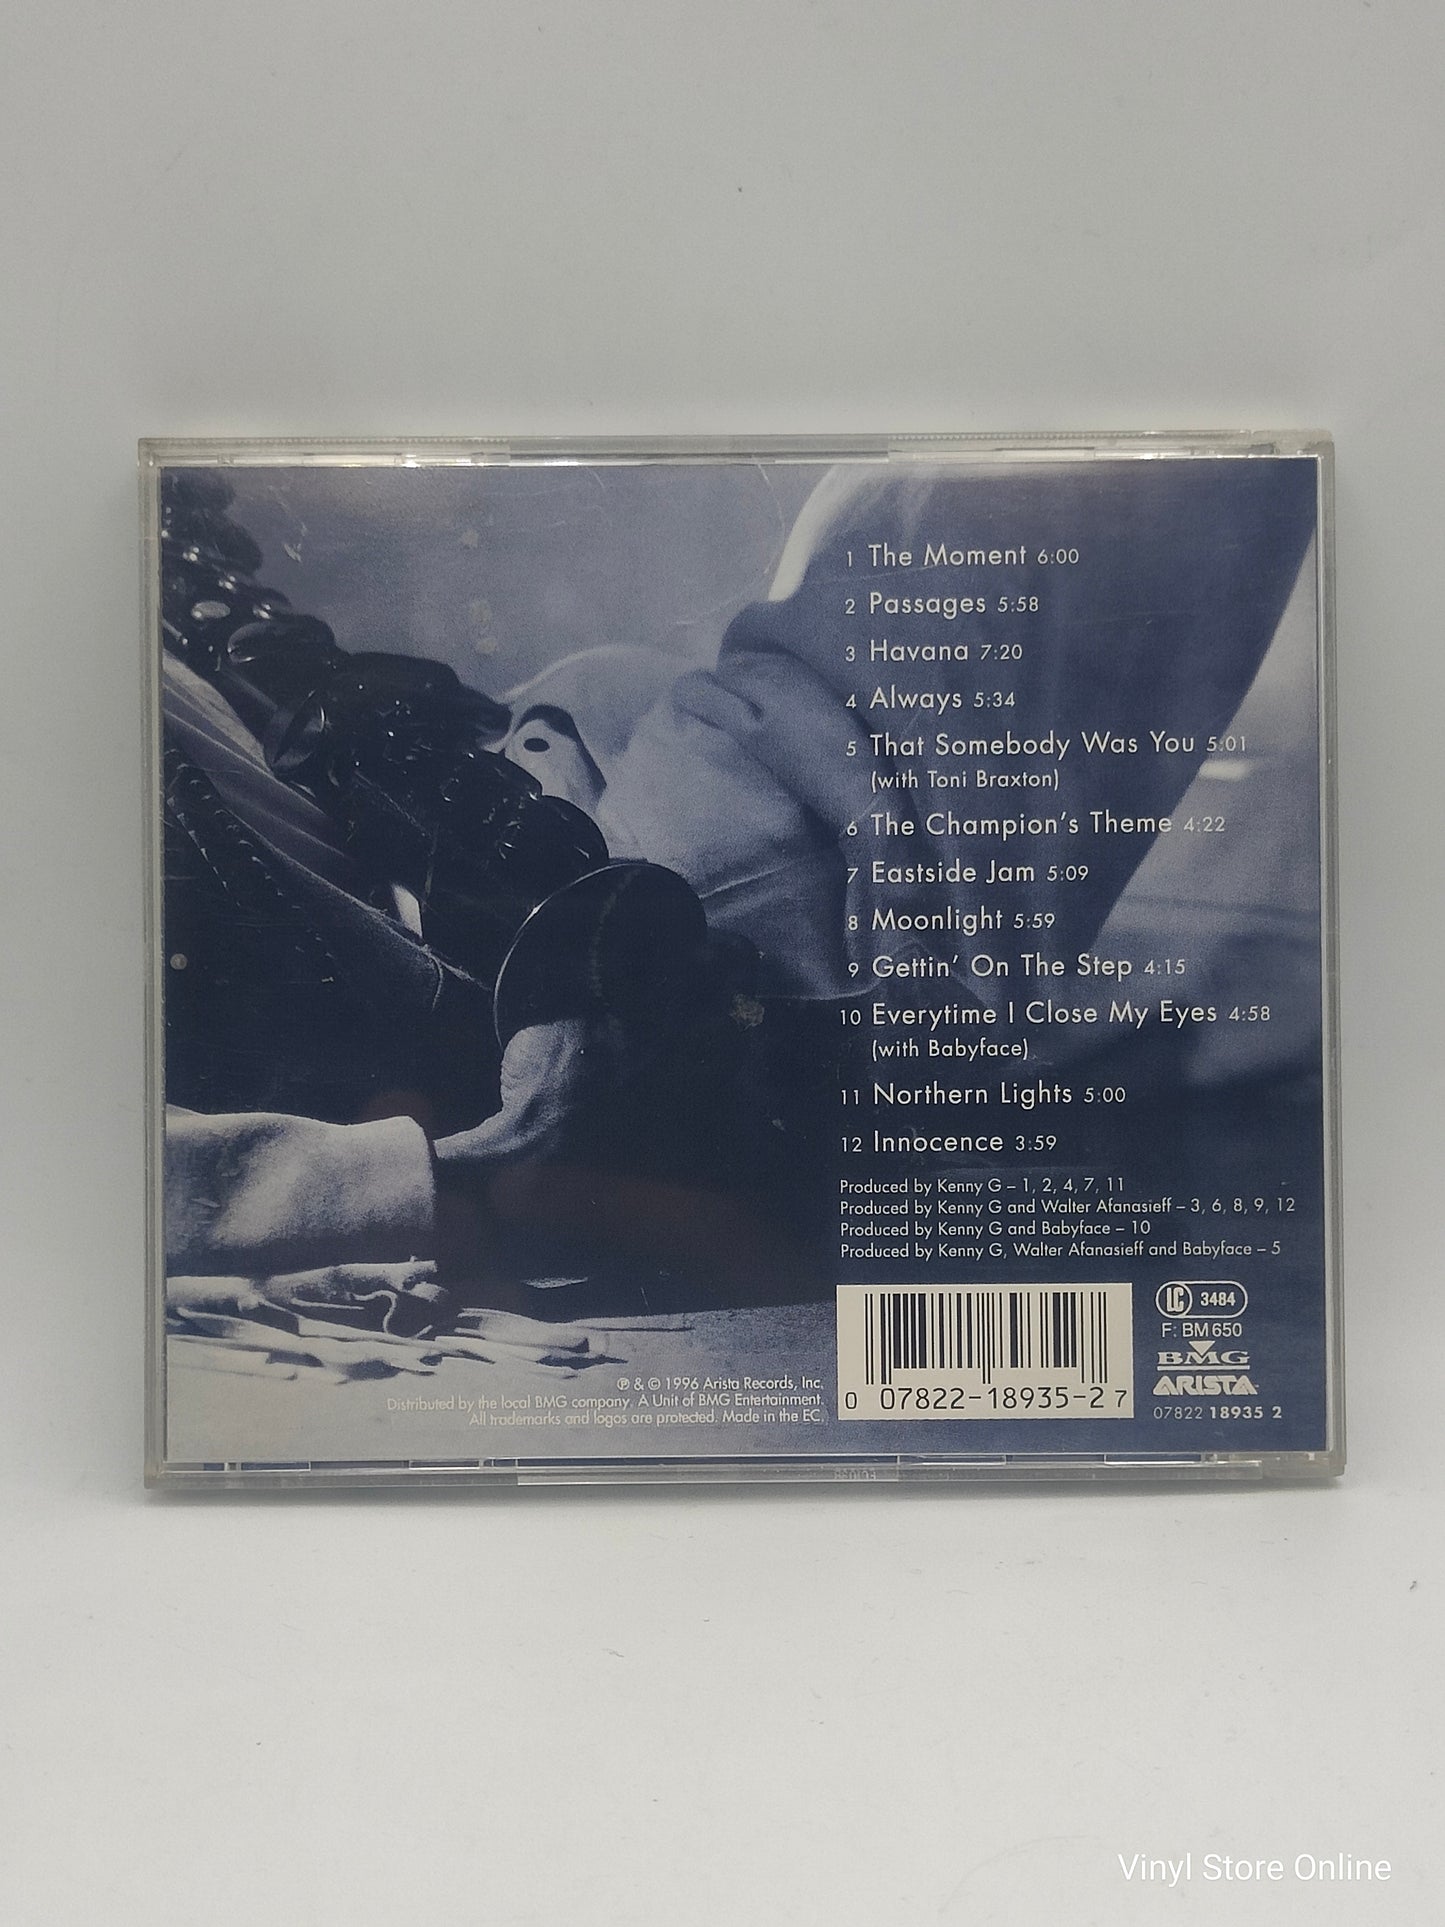 1 The Moment 6:00
2 Passages 5:58
3 Havana 7:20
4 Always 5:34
5 That Somebody Was You 5:01
(with Toni Braxton)
6 The Champion's Theme 4:22
7 Eastside Jam 5:09
8 Moonlight 5:59
9 Gettin' On The Step 4:15
10 Everytime I Close My Eyes 4:58
(with Babyface)
11 Northern Lights 5:00
12 Innocence 3:59
Produced by Kenny G – 1, 2, 4, 7, 11
Produced by Kenny G and Walter Afanasieff – 3, 6, 8, 9, 12
Produced by Kenny G and Babyface – 10
Produced by Kenny G, Walter Afanasieff and Babyface – 5
℗ & © 1996 Arista Records, Inc.
Distributed by the local BMG company. A Unit of BMG Entertainment.
All trademarks and logos are protected. Made in the EC.
0 07822-18935-2 7
LC 3484
F: BM 650
BMG
ARISTA
07822 18935 2
Vinyl Store Online